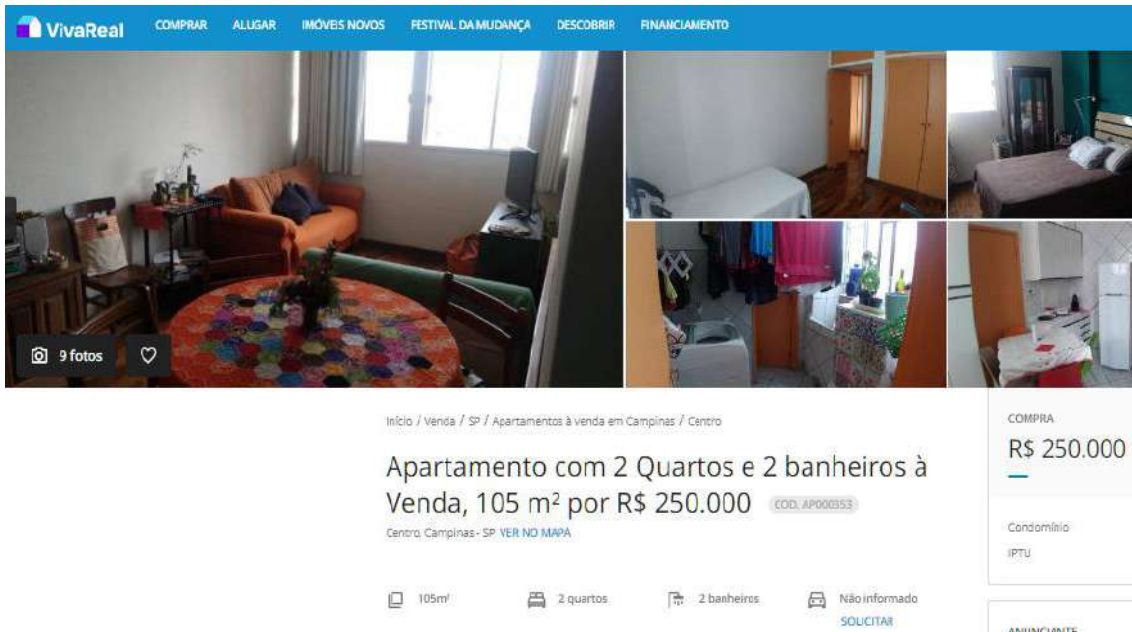 VivaReal
COMPRAR ALUGAR IMÓVEIS NOVOS FESTIVAL DA MUDANÇA DESCOBRIR FINANCIAMENTO
9 fotos
Início / Venda / SP / Apartamentos à venda em Campinas / Centro
Apartamento com 2 Quartos e 2 banheiros à
Venda, 105 m² por R$ 250.000 COD. AP000353
Centro, Campinas - SP VER NO MAPA
105m² 2 quartos 2 banheiros Não informado
SOLICITAR
COMPRA
R$ 250.000
Condomínio
IPTU
ANUNCIANTE